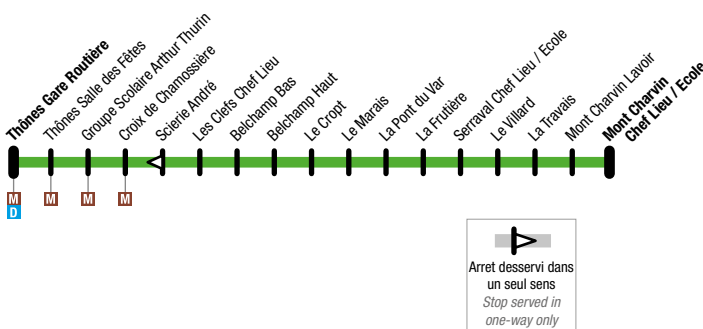 Thônes Gare Routière
Thônes Salle des Fêtes
Groupe Scolaire Arthur Thurin
Croix de Chamossière
Scierie André
Les Clefs Chef Lieu
Belchamp Bas
Belchamp Haut
Le Cropt
Le Marais
La Pont du Var
La Frutière
Serraval Chef Lieu / Ecole
Le Villard
La Travais
Mont Charvin Lavoir
Mont Charvin
Chef Lieu / Ecole
M
D
M
M
M
Arret desservi dans
un seul sens
Stop served in
one-way only